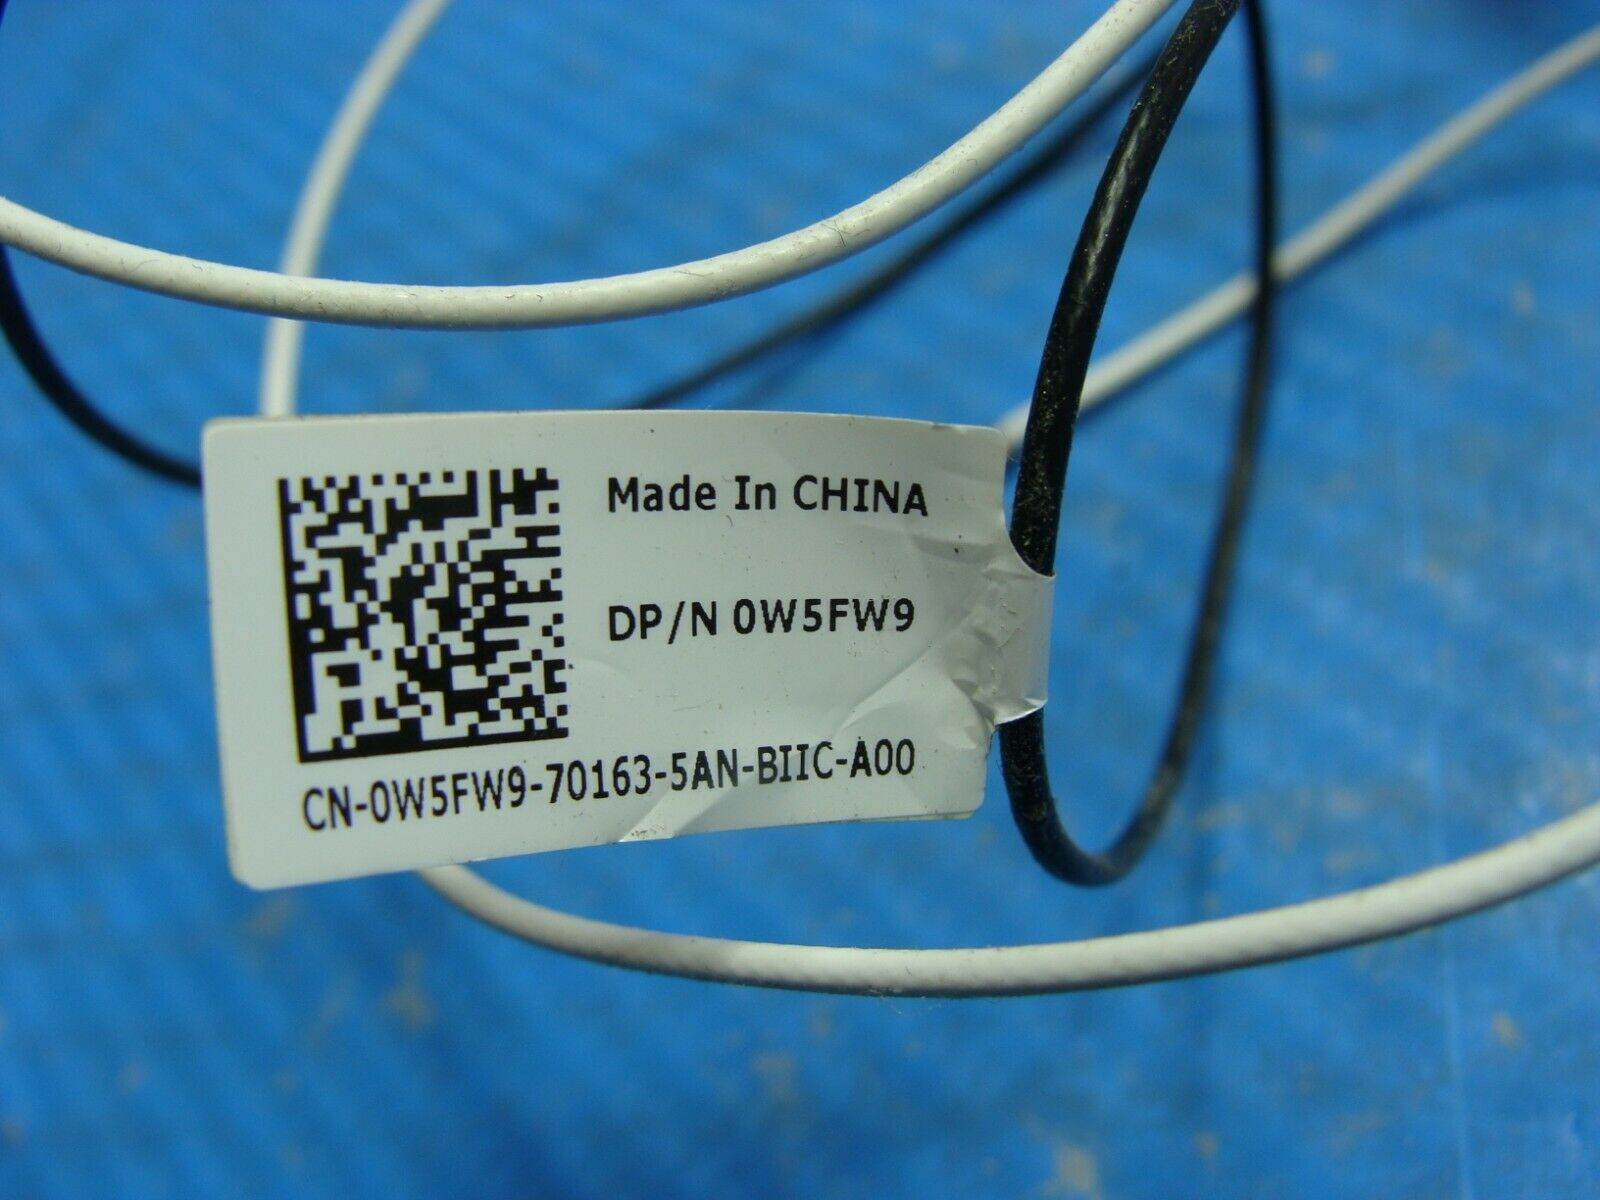 Made In CHINA
DP/N 0W5FW9
CN-0W5FW9-70163-5AN-BIIC-A00